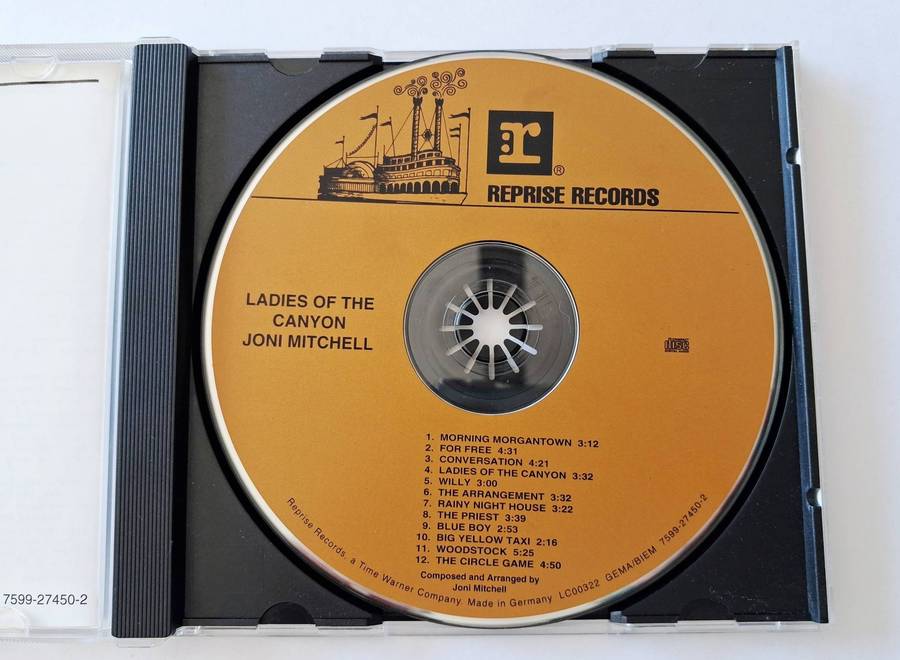 r
®
REPRISE RECORDS
LADIES OF THE
CANYON
JONI MITCHELL
COMPACT
disc
DIGITAL AUDIO
1. MORNING MORGANTOWN 3:12
2. FOR FREE 4:31
3. CONVERSATION 4:21
4. LADIES OF THE CANYON 3:32
5. WILLY 3:00
6. THE ARRANGEMENT 3:32
7. RAINY NIGHT HOUSE 3:22
8. THE PRIEST 3:39
9. BLUE BOY 2:53
10. BIG YELLOW TAXI 2:16
11. WOODSTOCK 5:25
12. THE CIRCLE GAME 4:50
Composed and Arranged by
Joni Mitchell
Reprise Records, a Time Warner Company. Made in Germany LC00322 GEMA/BIEM 7599-27450-2
7599-27450-2